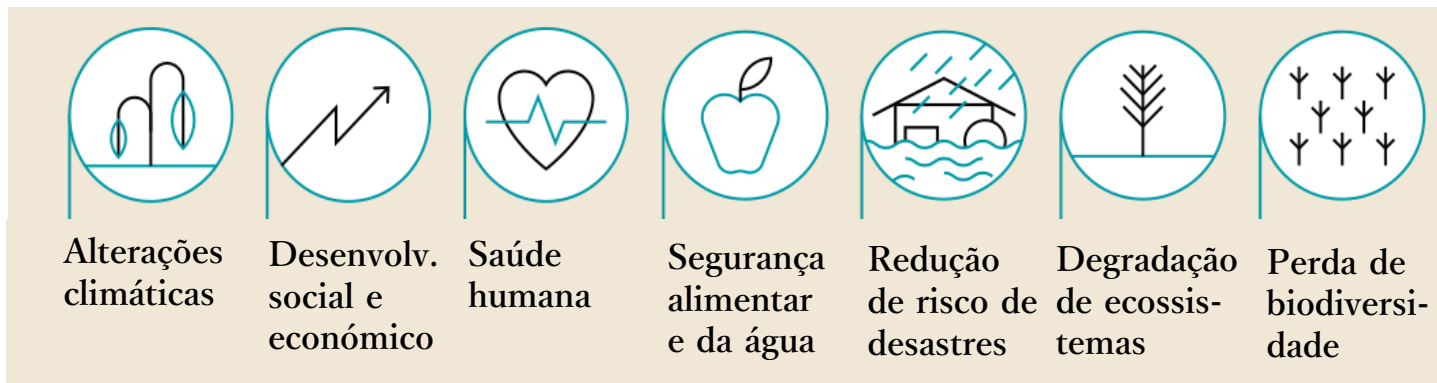 Alterações
climáticas
Desenvolv.
social e
económico
Saúde
humana
Segurança
alimentar
e da água
Redução
de risco de
desastres
Degradação
de ecossis-
temas
Perda de
biodiversi-
dade